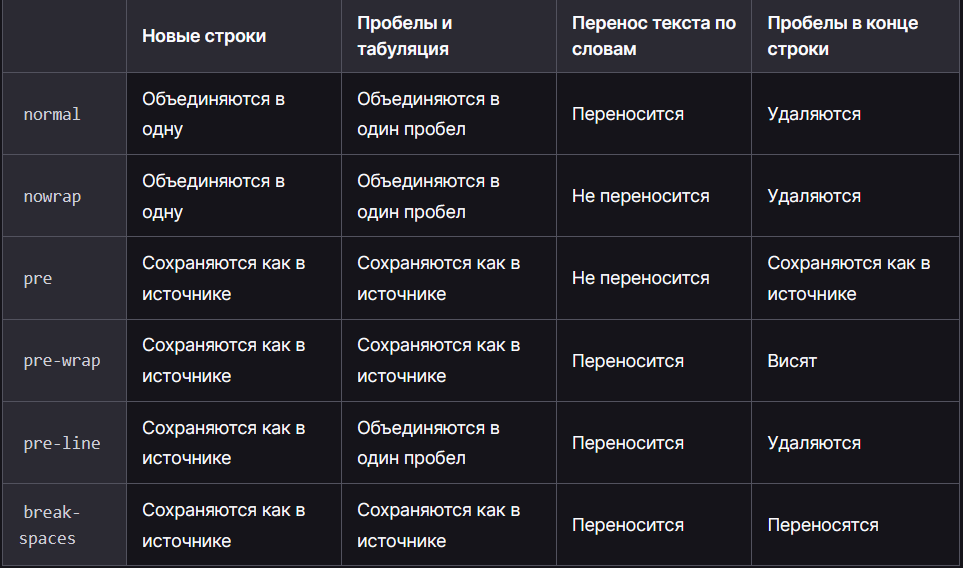 Новые строки
Пробелы и
табуляция
Перенос текста по
словам
Пробелы в конце
строки
normal
Объединяются в
одну
Объединяются в
один пробел
Переносится
Удаляются
nowrap
Объединяются в
одну
Объединяются в
один пробел
Не переносится
Удаляются
pre
Сохраняются как в
источнике
Сохраняются как в
источнике
Не переносится
Сохраняются как в
источнике
pre-wrap
Сохраняются как в
источнике
Сохраняются как в
источнике
Переносится
Висят
pre-line
Сохраняются как в
источнике
Объединяются в
один пробел
Переносится
Удаляются
break-
spaces
Сохраняются как в
источнике
Сохраняются как в
источнике
Переносится
Переносятся